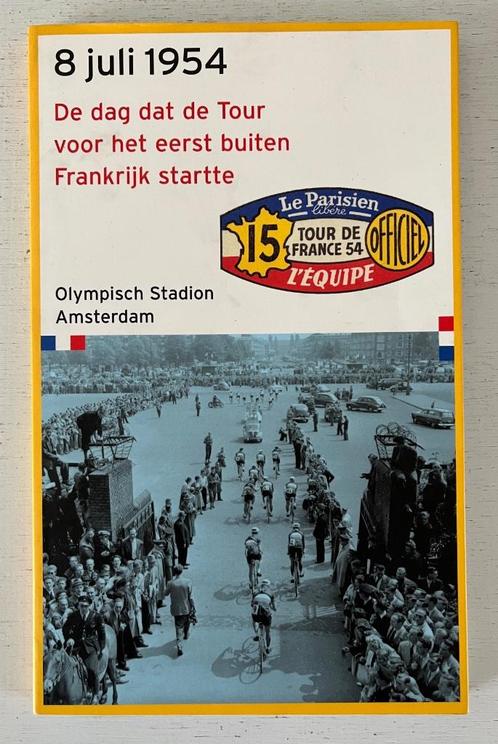 8 juli 1954
De dag dat de Tour
voor het eerst buiten
Frankrijk startte
Le Parisien
libéré
15
TOUR DE
FRANCE 54
OFFICIEL
L'ÉQUIPE
Olympisch Stadion
Amsterdam